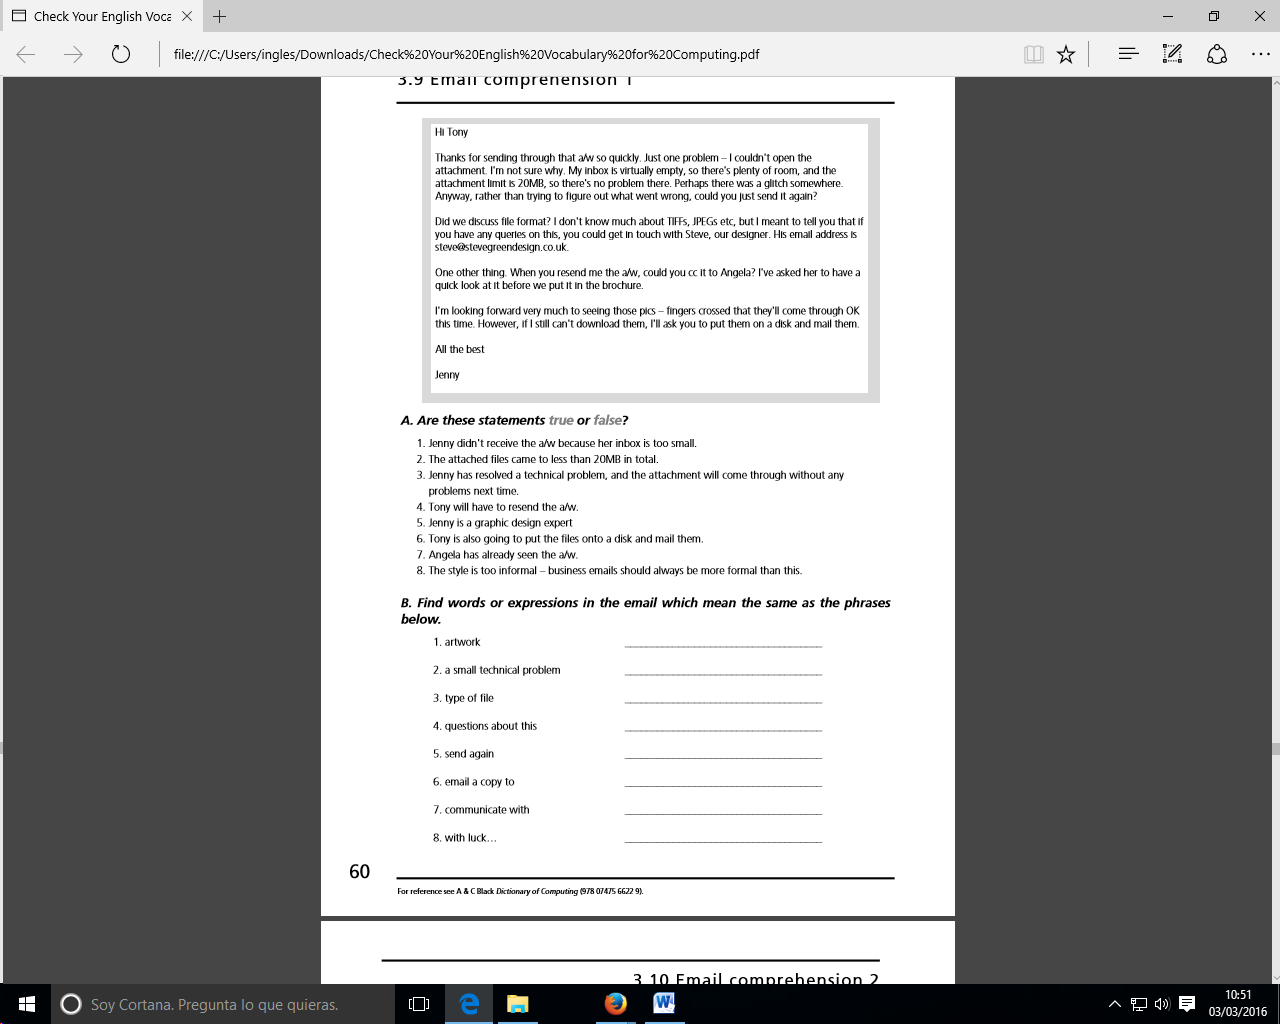 Check Your English Voca
file:///C:/Users/ingles/Downloads/Check%20Your%20English%20Vocabulary%20for%20Computing.pdf
3.9 Email comprehension 1
Hi Tony
Thanks for sending through that a/w so quickly. Just one problem – I couldn't open the
attachment. I'm not sure why. My inbox is virtually empty, so there's plenty of room, and the
attachment limit is 20MB, so there's no problem there. Perhaps there was a glitch somewhere.
Anyway, rather than trying to figure out what went wrong, could you just send it again?
Did we discuss file format? I don't know much about TIFFs, JPEGs etc, but I meant to tell you that if
you have any queries on this, you could get in touch with Steve, our designer. His email address is
steve@stevegreendesign.co.uk.
One other thing. When you resend me the a/w, could you cc it to Angela? I've asked her to have a
quick look at it before we put it in the brochure.
I'm looking forward very much to seeing those pics – fingers crossed that they'll come through OK
this time. However, if I still can't download them, I'll ask you to put them on a disk and mail them.
All the best
Jenny
A. Are these statements true or false?
1. Jenny didn't receive the a/w because her inbox is too small.
2. The attached files came to less than 20MB in total.
3. Jenny has resolved a technical problem, and the attachment will come through without any
problems next time.
4. Tony will have to resend the a/w.
5. Jenny is a graphic design expert
6. Tony is also going to put the files onto a disk and mail them.
7. Angela has already seen the a/w.
8. The style is too informal – business emails should always be more formal than this.
B. Find words or expressions in the email which mean the same as the phrases
below.
1. artwork
2. a small technical problem
3. type of file
4. questions about this
5. send again
6. email a copy to
7. communicate with
8. with luck…
60
For reference see A & C Black Dictionary of Computing (978 07475 6622 9).
3.10 Email comprehension 2
Soy Cortana. Pregunta lo que quieras.
10:51
03/03/2016